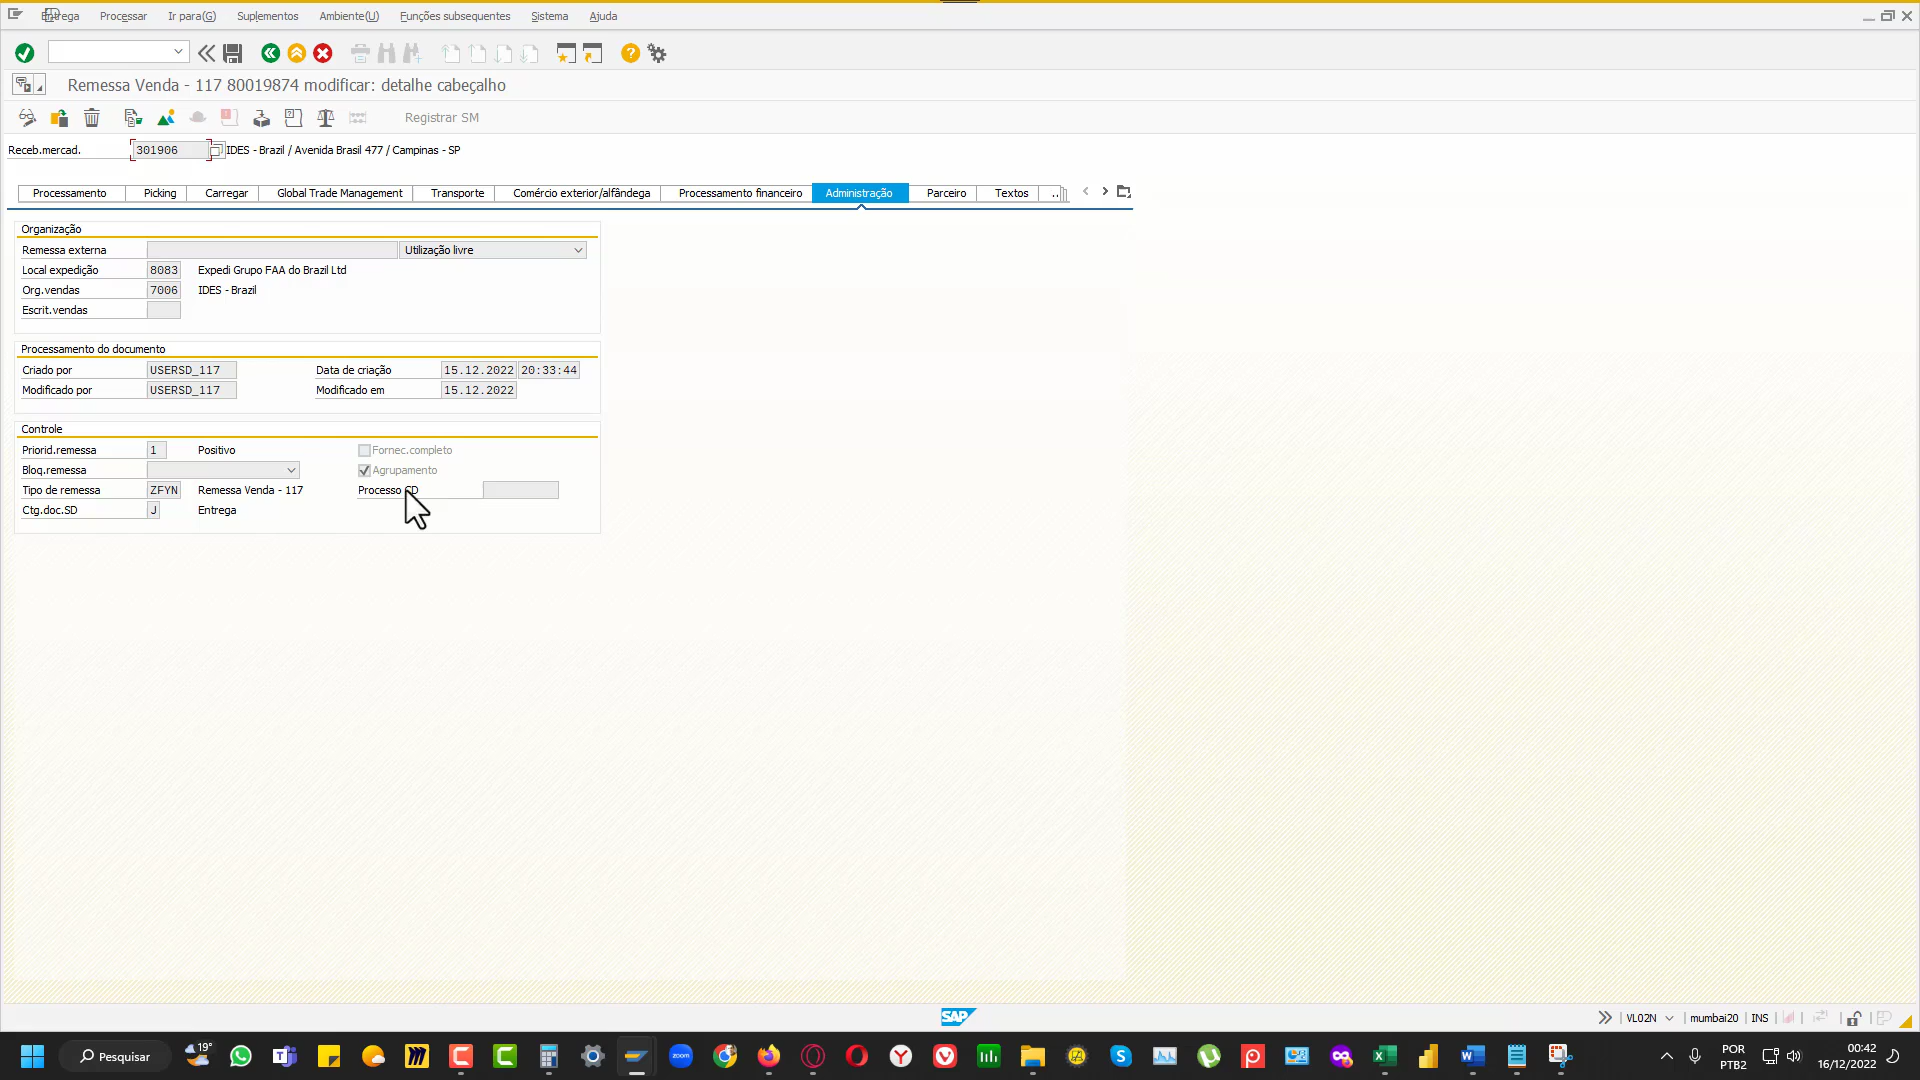 Entrega Processar Ir para(G) Suplementos Ambiente(U) Funções subsequentes Sistema Ajuda
Remessa Venda - 117 80019874 modificar: detalhe cabeçalho
Registrar SM
Receb.mercad. 301906 IDES - Brazil / Avenida Brasil 477 / Campinas - SP
Processamento Picking Carregar Global Trade Management Transporte Comércio exterior/alfândega Processamento financeiro Administração Parceiro Textos ..
Organização
Remessa externa Utilização livre
Local expedição 8083 Expedi Grupo FAA do Brazil Ltd
Org.vendas 7006 IDES - Brazil
Escrit.vendas
Processamento do documento
Criado por USERSD_117 Data de criação 15.12.2022 20:33:44
Modificado por USERSD_117 Modificado em 15.12.2022
Controle
Priorid.remessa 1 Positivo Fornec.completo
Bloq.remessa Agrupamento
Tipo de remessa ZFYN Remessa Venda - 117 Processo CD
Ctg.doc.SD J Entrega
SAP VL02N mumbai20 INS
19° Pesquisar zoom POR 00:42
PTB2 16/12/2022